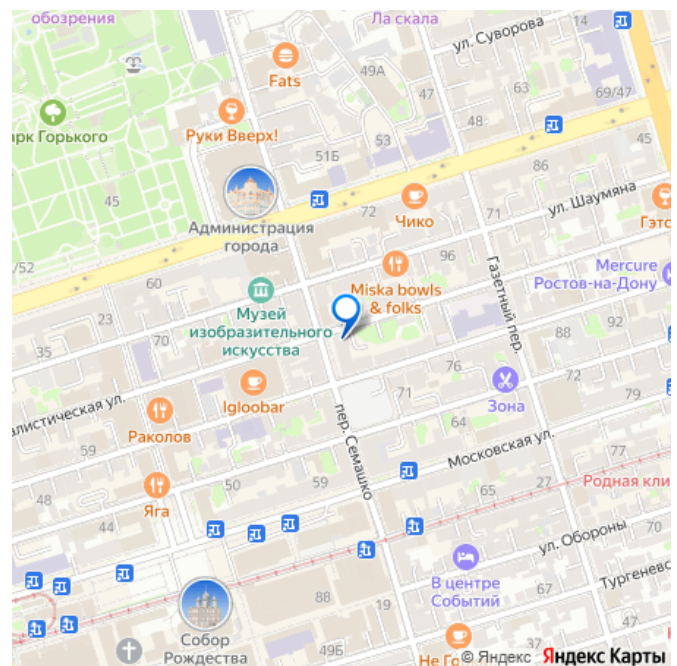 обозрения
Ла скала
ул. Суворова
Fats
49А
47
69/47
63
48
арк Горького
Руки Вверх!
53
51Б
45
86
45
Администрация
города
72
Чико
71
ул. Шаумяна
Гэтс
/52
60
96
Miska bowls
& folks
Газетный пер.
Mercure
Ростов-на-Дону
Музей
изобразительного
искусства
23
70
35
92
88
алистическая ул.
Igloobar
Раколов
76
72
71
Зона
79
59
64
пер. Семашко
Московская ул.
77
48
Яга
50
59
65
27
Родная кли
44
ул. Обороны
70
В центре
Событий
67
Тургеневс
88
19
34
Собор
Рождества
49Б
Не Го
© Яндекс
Яндекс Карты